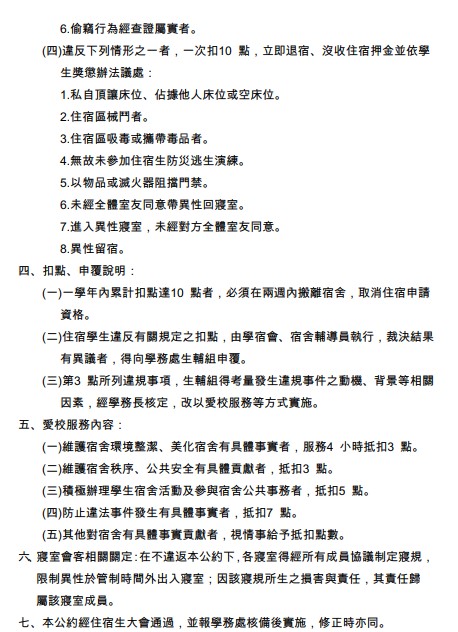 6.偷竊行為經查證屬實者。
(四)違反下列情形之一者，一次扣10 點，立即退宿、沒收住宿押金並依學
生獎懲辦法議處：
1.私自頂讓床位、佔據他人床位或空床位。
2.住宿區械鬥者。
3.住宿區吸毒或攜帶毒品者。
4.無故未參加住宿生防災逃生演練。
5.以物品或滅火器阻擋門禁。
6.未經全體室友同意帶異性回寢室。
7.進入異性寢室，未經對方全體室友同意。
8.異性留宿。
四、扣點、申覆說明：
(一)一學年內累計扣點達10 點者，必須在兩週內搬離宿舍，取消住宿申請
資格。
(二)住宿學生違反有關規定之扣點，由學宿會、宿舍輔導員執行，裁決結果
有異議者，得向學務處生輔組申覆。
(三)第3 點所列違規事項，生輔組得考量發生違規事件之動機、背景等相關
因素，經學務長核定，改以愛校服務等方式實施。
五、愛校服務內容：
(一)維護宿舍環境整潔、美化宿舍有具體事實者，服務4 小時抵扣3 點。
(二)維護宿舍秩序、公共安全有具體貢獻者，抵扣3 點。
(三)積極辦理學生宿舍活動及參與宿舍公共事務者，抵扣5 點。
(四)防止違法事件發生有具體事實者，抵扣7 點。
(五)其他對宿舍有具體事實貢獻者，視情事給予抵扣點數。
六、寢室會客相關關定：在不違返本公約下，各寢室得經所有成員協議制定寢規，
限制異性於管制時間外出入寢室；因該寢規所生之損害與責任，其責任歸
屬該寢室成員。
七、本公約經住宿生大會通過，並報學務處核備後實施，修正時亦同。